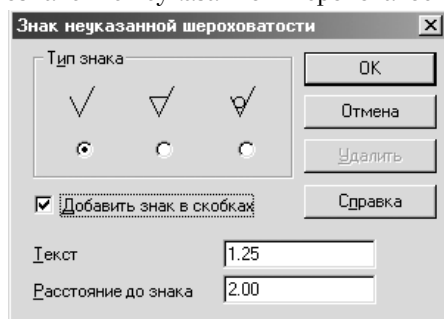 Знак неуказанной шероховатости
Тип знака
OK
Отмена
Удалить
Добавить знак в скобках
Справка
Текст
1.25
Расстояние до знака
2.00